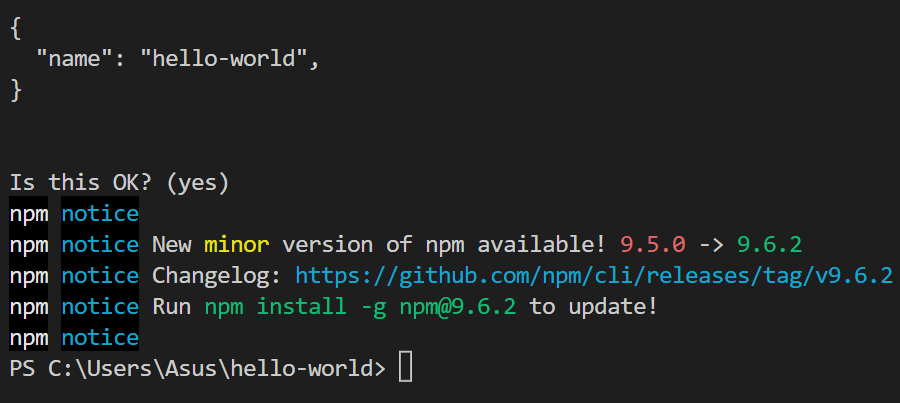 {
  "name": "hello-world",
}
Is this OK? (yes)
npm notice
npm notice New minor version of npm available! 9.5.0 -> 9.6.2
npm notice Changelog: https://github.com/npm/cli/releases/tag/v9.6.2
npm notice Run npm install -g npm@9.6.2 to update!
npm notice
PS C:\Users\Asus\hello-world>